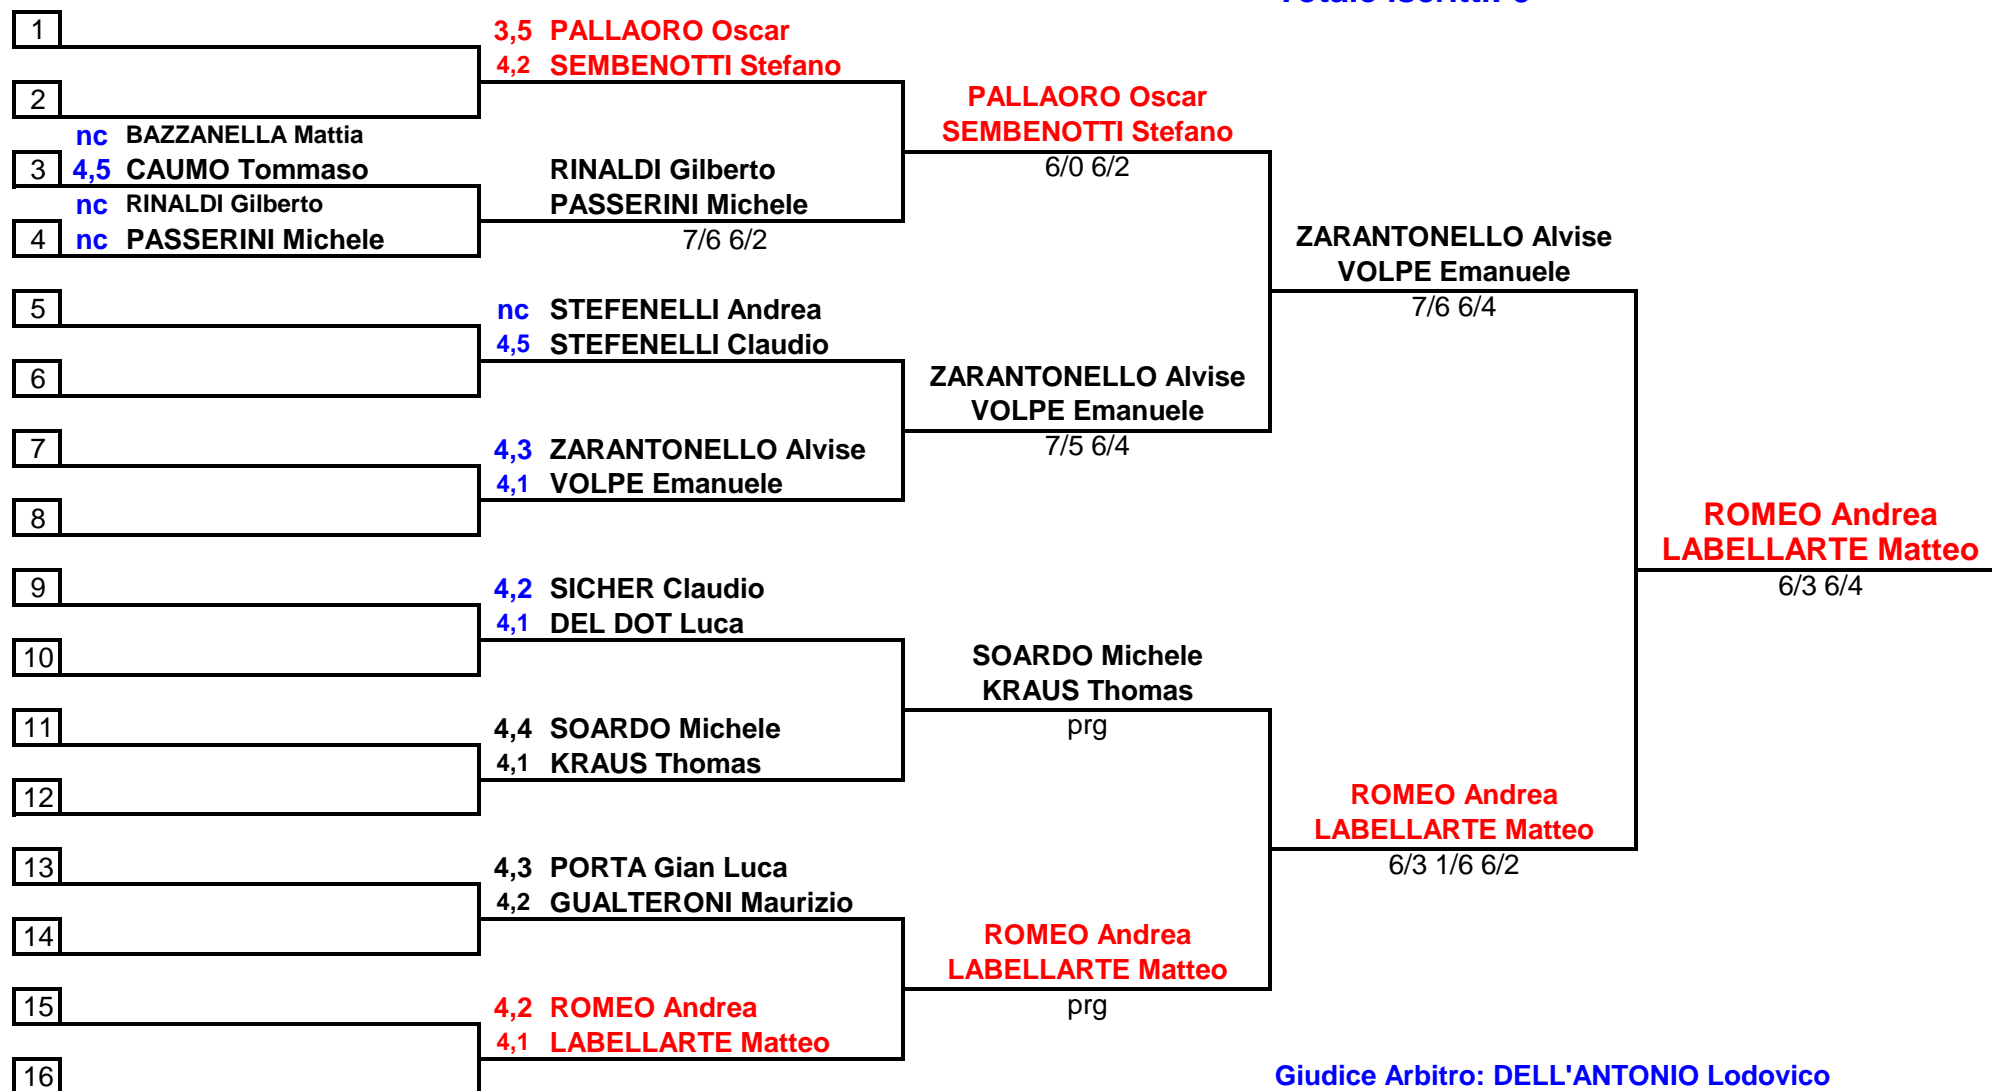 1
3,5 PALLAORO Oscar
4,2 SEMBENOTTI Stefano
2
PALLAORO Oscar
SEMBENOTTI Stefano
6/0 6/2
nc BAZZANELLA Mattia
3 4,5 CAUMO Tommaso
RINALDI Gilberto
PASSERINI Michele
7/6 6/2
nc RINALDI Gilberto
4 nc PASSERINI Michele
ZARANTONELLO Alvise
VOLPE Emanuele
7/6 6/4
5
nc STEFENELLI Andrea
4,5 STEFENELLI Claudio
6
ZARANTONELLO Alvise
VOLPE Emanuele
7/5 6/4
7
4,3 ZARANTONELLO Alvise
4,1 VOLPE Emanuele
8
ROMEO Andrea
LABELLARTE Matteo
6/3 6/4
9
4,2 SICHER Claudio
4,1 DEL DOT Luca
10
SOARDO Michele
KRAUS Thomas
prg
11
4,4 SOARDO Michele
4,1 KRAUS Thomas
12
ROMEO Andrea
LABELLARTE Matteo
6/3 1/6 6/2
13
4,3 PORTA Gian Luca
4,2 GUALTERONI Maurizio
14
ROMEO Andrea
LABELLARTE Matteo
prg
15
4,2 ROMEO Andrea
4,1 LABELLARTE Matteo
16
Giudice Arbitro: DELL'ANTONIO Lodovico